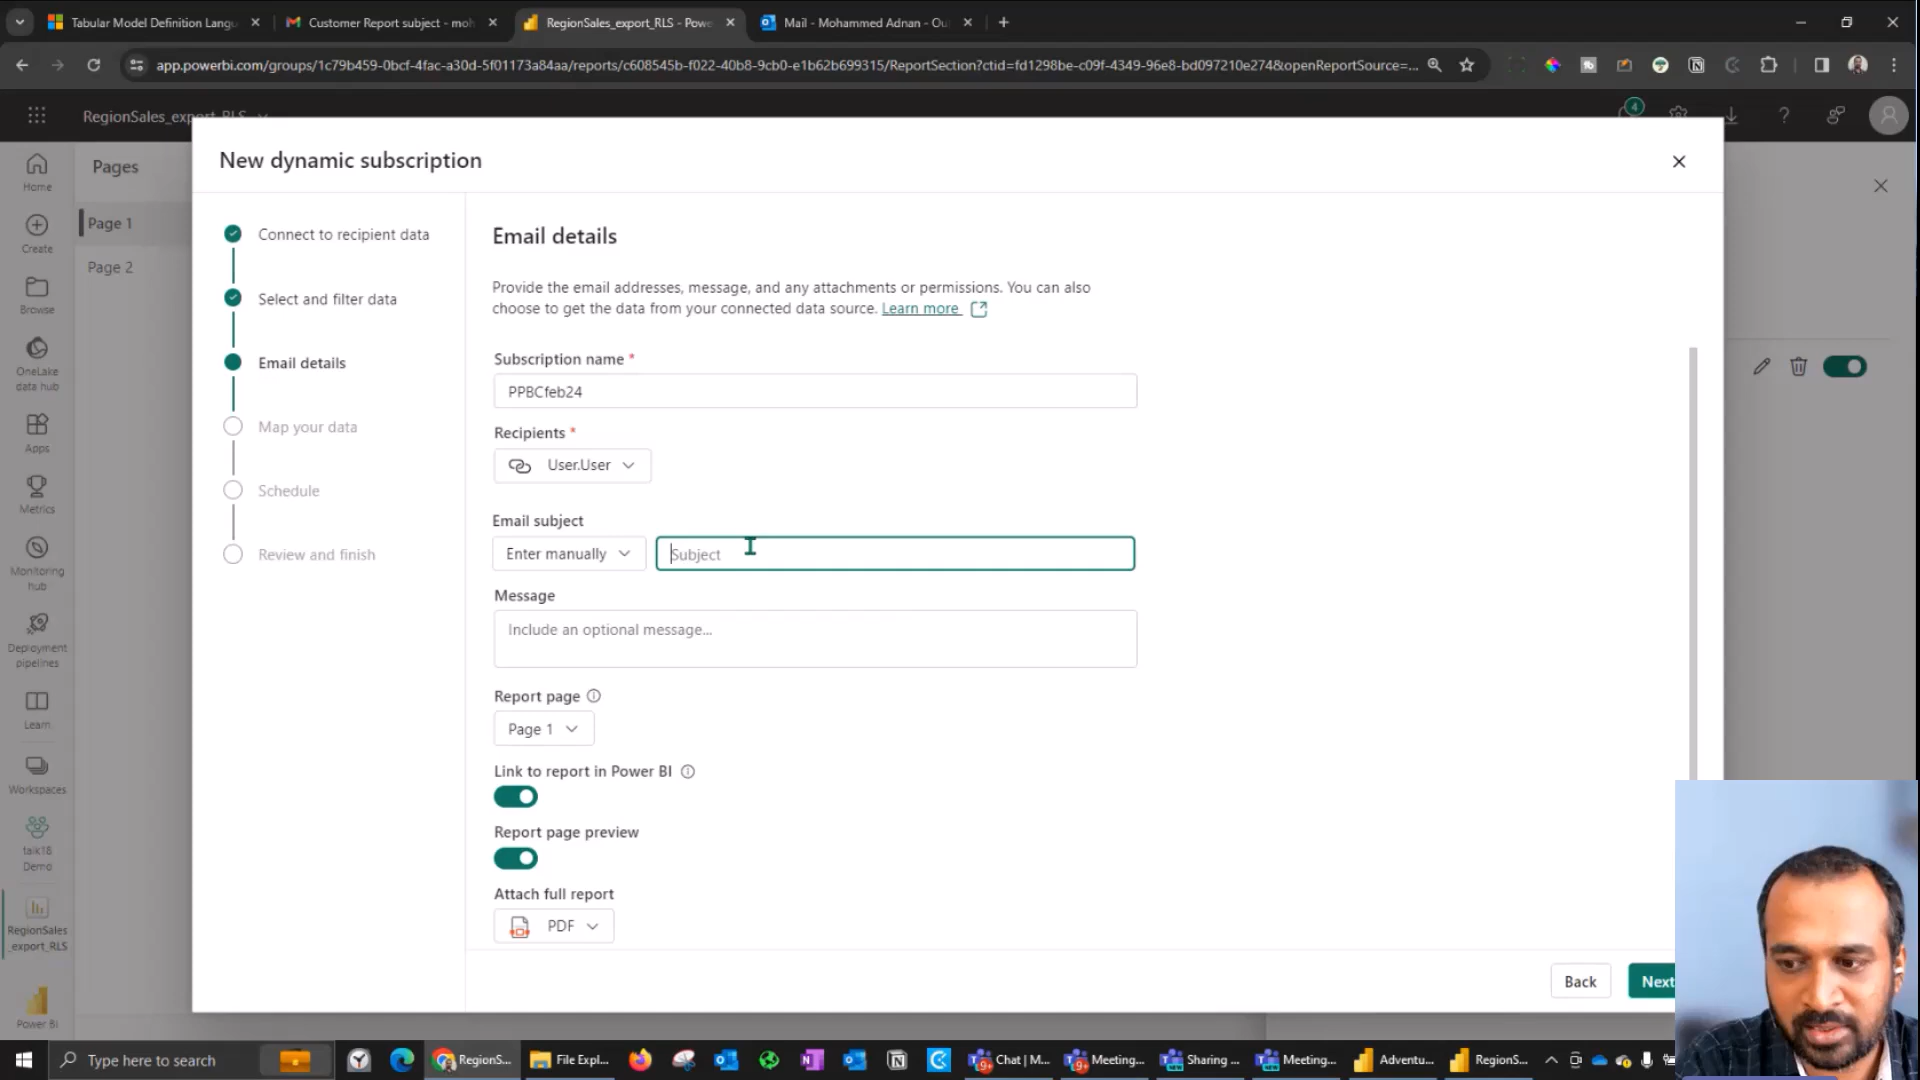 Tabular Model Definition Langu
Customer Report subject - moh
RegionSales_export_RLS - Powe
Mail - Mohammed Adnan - Ou
app.powerbi.com/groups/1c79b459-0bcf-4fac-a30d-5f01173a84aa/reports/c608545b-f022-40b8-9cb0-e1b62b699315/ReportSection?ctid=fd1298be-c09f-4349-96e8-bd097210e274&openReportSource=...
RegionSales_export_RLS
4
New dynamic subscription
Home
Create
Browse
OneLake
data hub
Apps
Metrics
Monitoring
hub
Deployment
pipelines
Learn
Workspaces
taik18
Demo
RegionSales
_export_RLS
Power BI
Pages
Page 1
Page 2
Connect to recipient data
Select and filter data
Email details
Map your data
Schedule
Review and finish
Email details
Provide the email addresses, message, and any attachments or permissions. You can also
choose to get the data from your connected data source. Learn more
Subscription name *
PPBCfeb24
Recipients *
User.User
Email subject
Enter manually
Subject
Message
Include an optional message...
Report page
Page 1
Link to report in Power BI
Report page preview
Attach full report
PDF
Back
Next
Type here to search
RegionS...
File Expl...
Chat | M...
Meeting...
Sharing ...
Meeting...
Adventu...
RegionS...